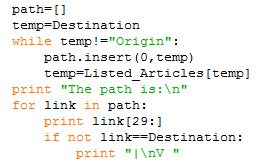 path=[]
temp=Destination
while temp!="Origin":
    path.insert(0,temp)
    temp=Listed_Articles[temp]
print "The path is:\n"
for link in path:
    print link[29:]
    if not link==Destination:
        print "|\nV "